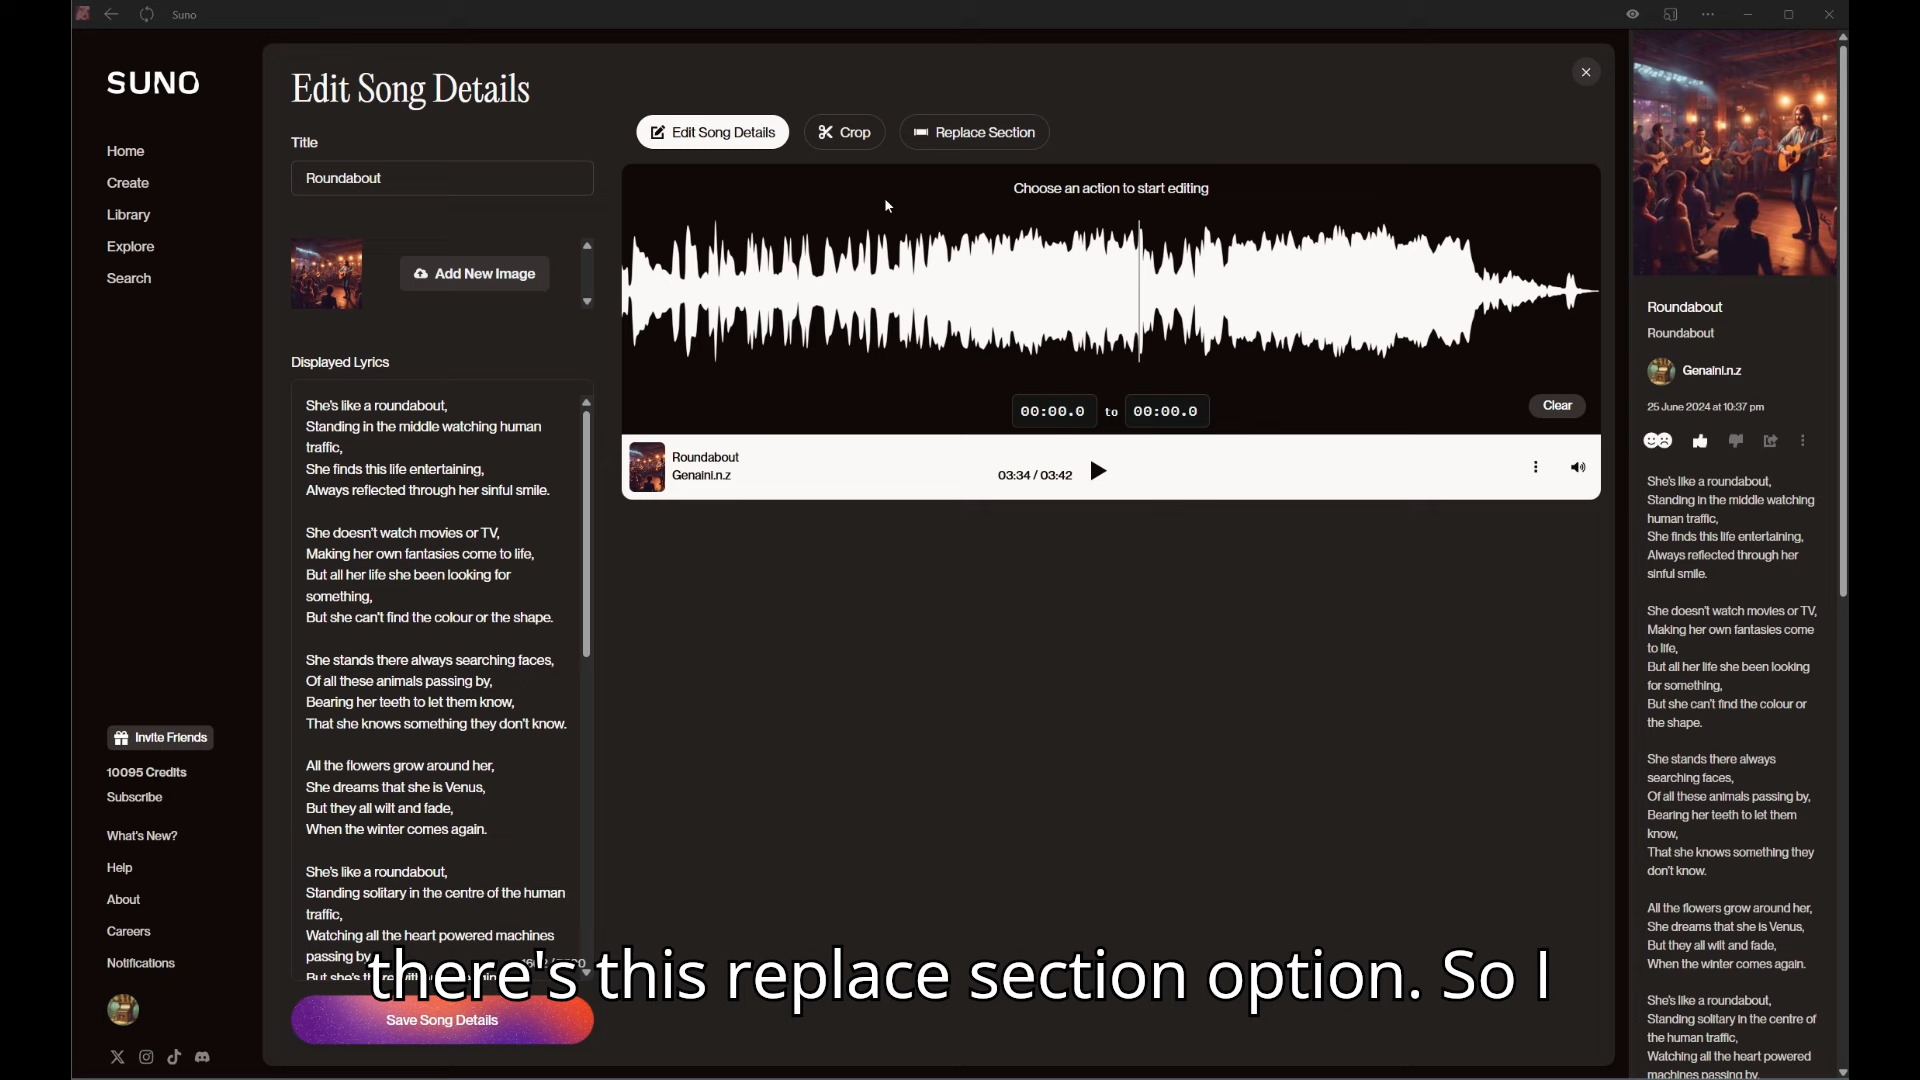 Suno
SUNO
Home
Create
Library
Explore
Search
Invite Friends
10095 Credits
Subscribe
What's New?
Help
About
Careers
Notifications
Edit Song Details
Title
Roundabout
Add New Image
Displayed Lyrics
She's like a roundabout,
Standing in the middle watching human
traffic,
She finds this life entertaining,
Always reflected through her sinful smile.
She doesn't watch movies or TV,
Making her own fantasies come to life,
But all her life she been looking for
something,
But she can't find the colour or the shape.
She stands there always searching faces,
Of all these animals passing by,
Bearing her teeth to let them know,
That she knows something they don't know.
All the flowers grow around her,
She dreams that she is Venus,
But they all wilt and fade,
When the winter comes again.
She's like a roundabout,
Standing solitary in the centre of the human
traffic,
Watching all the heart powered machines
passing by
Save Song Details
Edit Song Details
Crop
Replace Section
Choose an action to start editing
00:00.0 to 00:00.0
Clear
Roundabout
Genaini.n.z
03:34 / 03:42
Roundabout
Roundabout
Genaini.n.z
25 June 2024 at 10:37 pm
She's like a roundabout,
Standing in the middle watching
human traffic,
She finds this life entertaining,
Always reflected through her
sinful smile.
She doesn't watch movies or TV,
Making her own fantasies come
to life,
But all her life she been looking
for something,
But she can't find the colour or
the shape.
She stands there always
searching faces,
Of all these animals passing by,
Bearing her teeth to let them
know,
That she knows something they
don't know.
All the flowers grow around her,
She dreams that she is Venus,
But they all wilt and fade,
When the winter comes again.
She's like a roundabout,
Standing solitary in the centre of
the human traffic,
Watching all the heart powered
machines passing by
there's this replace section option. So I